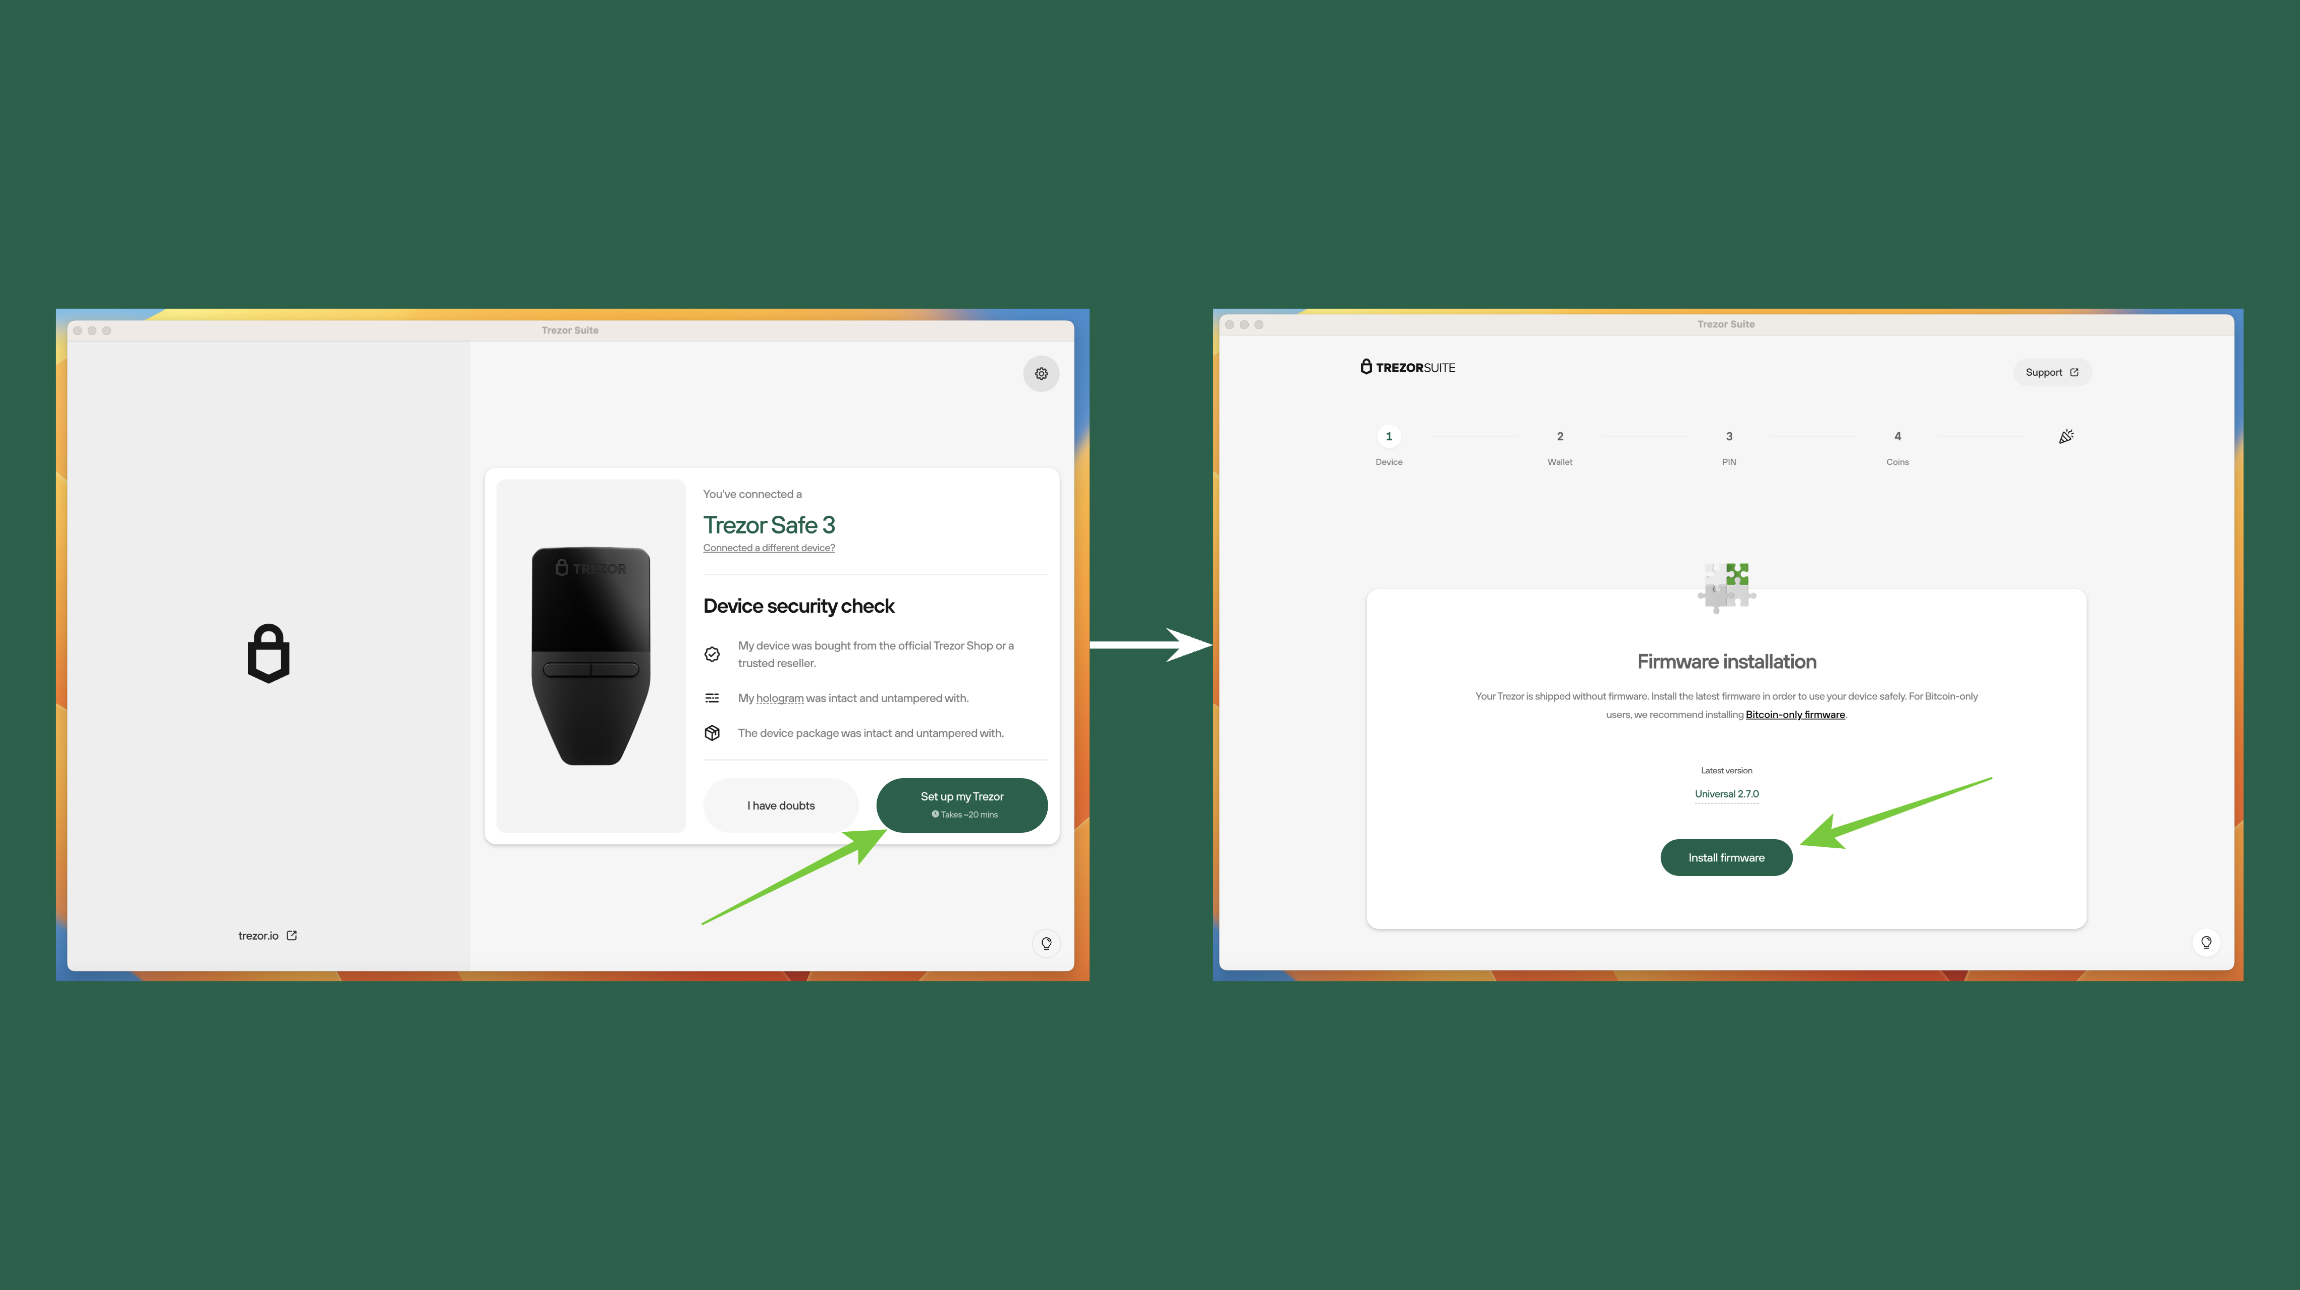 Trezor Suite
You've connected a
Trezor Safe 3
Connected a different device?
TREZOR
Device security check
My device was bought from the official Trezor Shop or a
trusted reseller.
My hologram was intact and untampered with.
The device package was intact and untampered with.
I have doubts
Set up my Trezor
Takes ~20 mins
trezor.io
Trezor Suite
TREZORSUITE
Support
1
2
3
4
Device
Wallet
PIN
Coins
Firmware installation
Your Trezor is shipped without firmware. Install the latest firmware in order to use your device safely. For Bitcoin-only
users, we recommend installing Bitcoin-only firmware.
Latest version
Universal 2.7.0
Install firmware